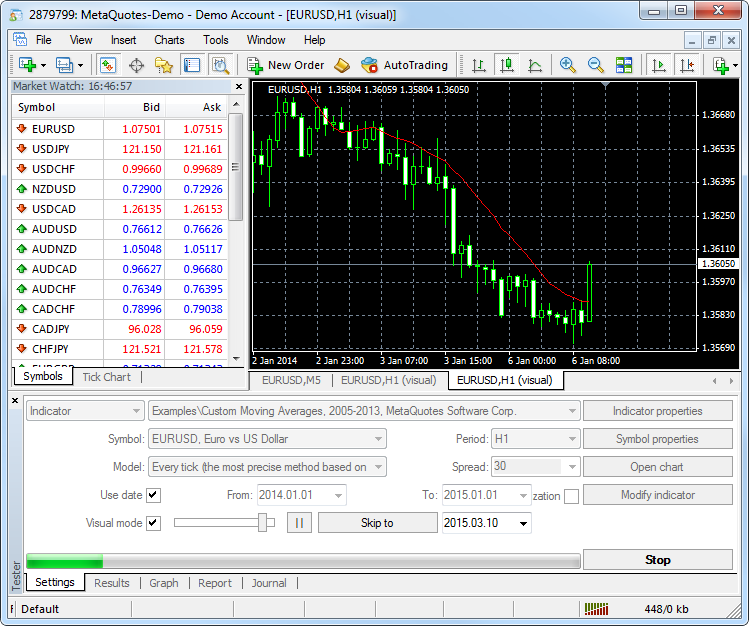 2879799: MetaQuotes-Demo - Demo Account - [EURUSD,H1 (visual)]
File View Insert Charts Tools Window Help
New Order AutoTrading
Market Watch: 16:46:57
Symbol Bid Ask
EURUSD 1.07501 1.07515
USDJPY 121.150 121.161
USDCHF 0.99660 0.99689
NZDUSD 0.72900 0.72926
USDCAD 1.26135 1.26153
AUDUSD 0.76612 0.76626
AUDNZD 1.05048 1.05117
AUDCAD 0.96627 0.96680
AUDCHF 0.76349 0.76395
CADCHF 0.78996 0.79038
CADJPY 96.028 96.059
CHFJPY 121.521 121.578
Symbols Tick Chart
EURUSD,H1 1.35804 1.36059 1.35804 1.36050
1.36680
1.36535
1.36395
1.36250
1.36110
1.36050
1.35970
1.35830
1.35690
2 Jan 2014 2 Jan 23:00 3 Jan 07:00 3 Jan 15:00 6 Jan 00:00 6 Jan 08:00
EURUSD,M5 EURUSD,H1 (visual) EURUSD,H1 (visual)
Indicator Examples\Custom Moving Averages, 2005-2013, MetaQuotes Software Corp. Indicator properties
Symbol: EURUSD, Euro vs US Dollar Period: H1 Symbol properties
Model: Every tick (the most precise method based on Spread: 30 Open chart
Use date From: 2014.01.01 To: 2015.01.01 zation Modify indicator
Visual mode Skip to 2015.03.10
Stop
Tester
Settings Results Graph Report Journal
Default 448/0 kb